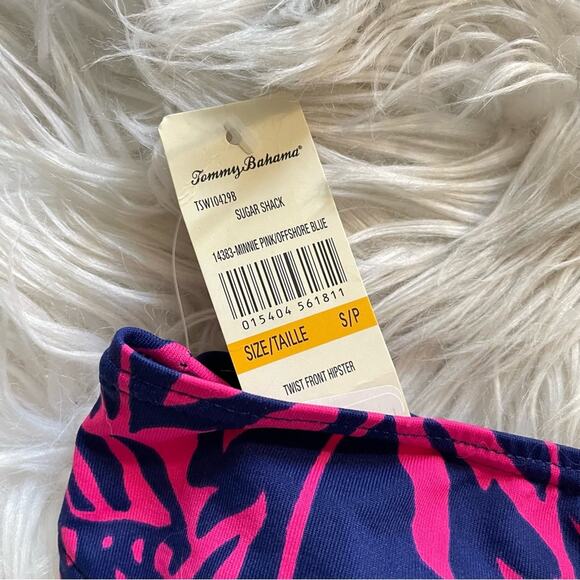 Tommy Bahama®
TSW10429B
SUGAR SHACK
14383-MINNIE PINK/OFFSHORE BLUE
015404 561811
SIZE/TAILLE S/P
TWIST FRONT HIPSTER